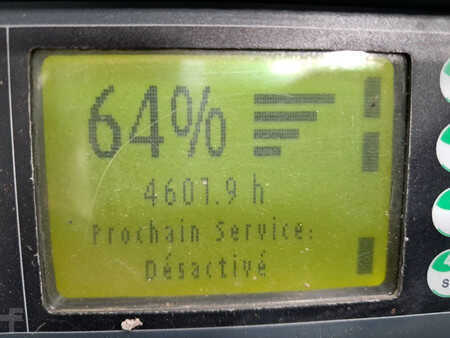 64%
4601.9 h
Prochain Service:
Désactivé